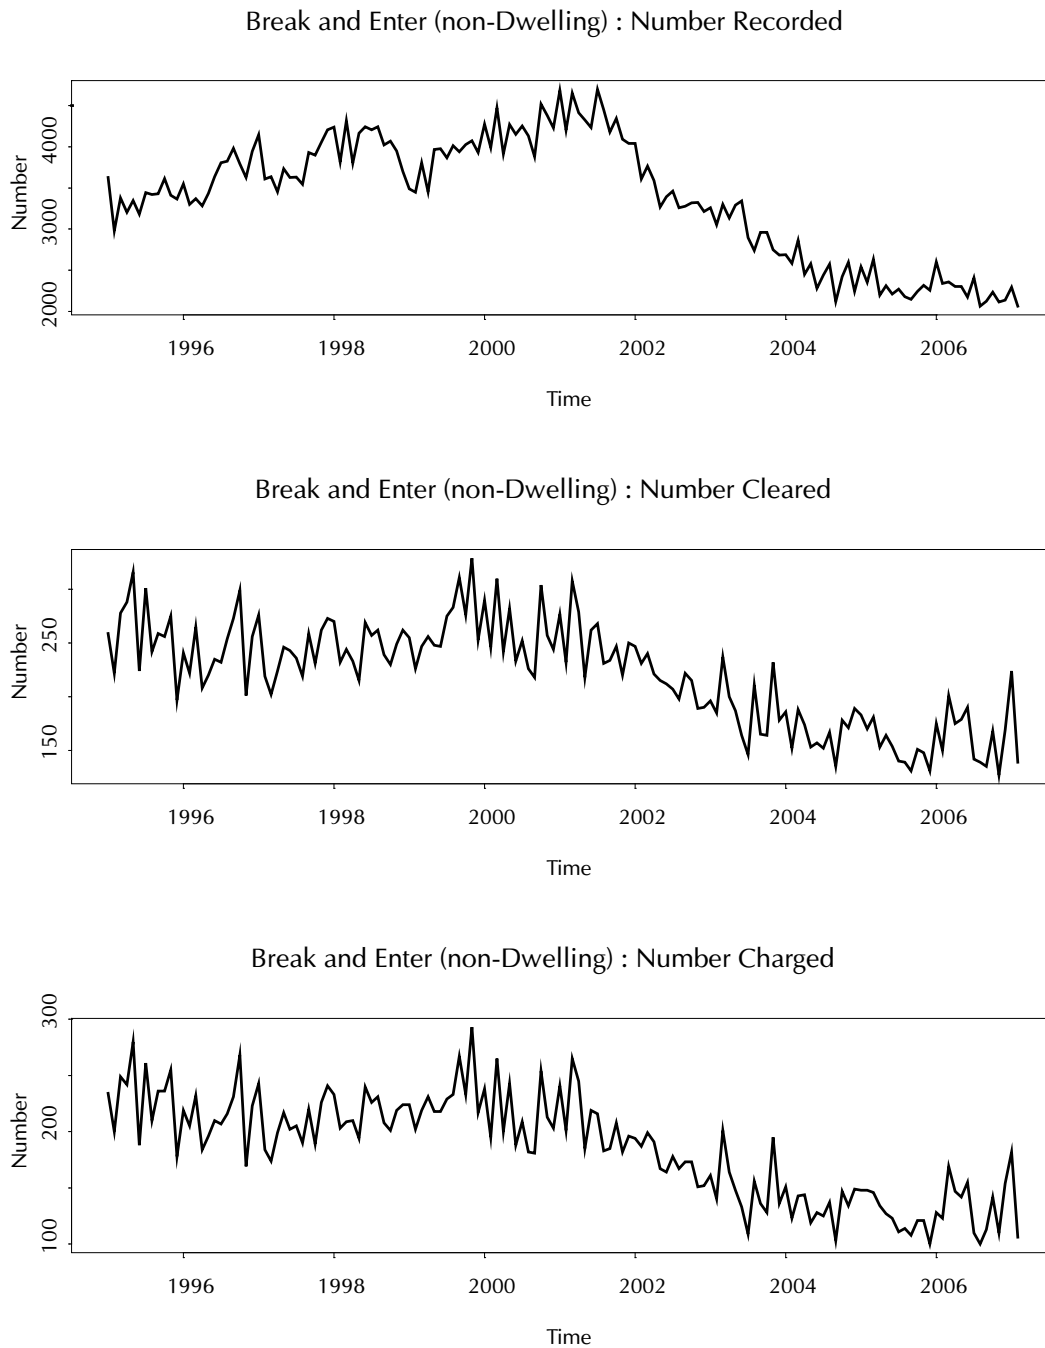 Break and Enter (non-Dwelling) : Number Recorded
Number
4000
3000
2000
1996 1998 2000 2002 2004 2006
Time
Break and Enter (non-Dwelling) : Number Cleared
Number
250
150
1996 1998 2000 2002 2004 2006
Time
Break and Enter (non-Dwelling) : Number Charged
Number
300
200
100
1996 1998 2000 2002 2004 2006
Time